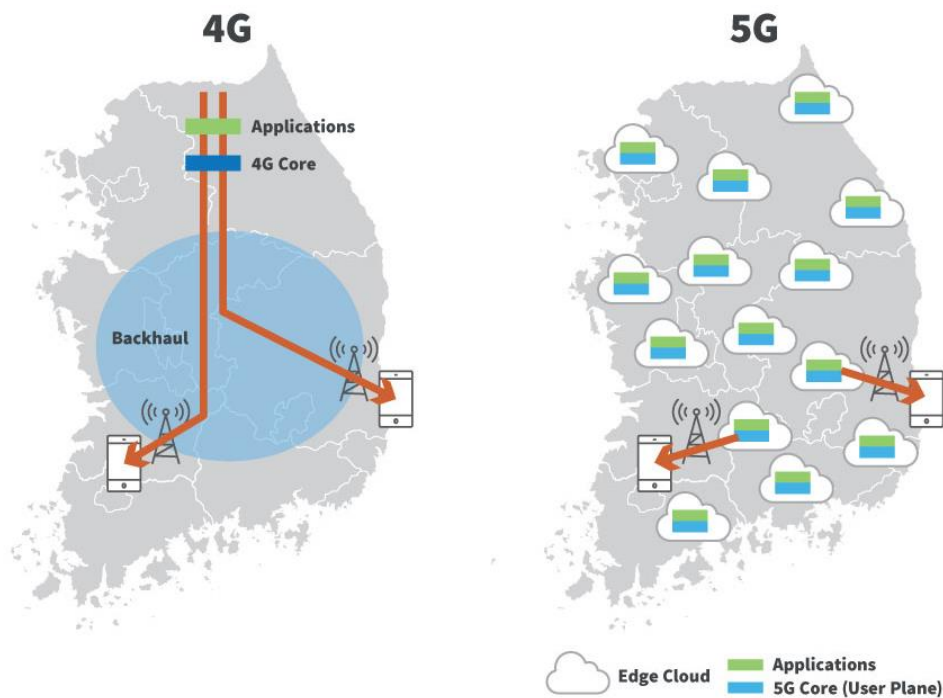 4G
5G
Applications
4G Core
Backhaul
Edge Cloud
Applications
5G Core (User Plane)